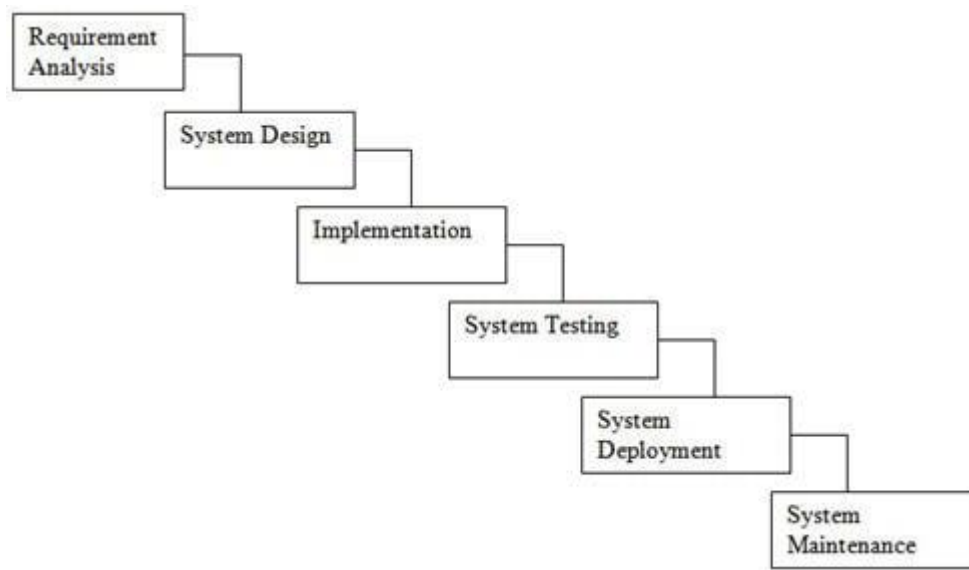 Requirement
Analysis
System Design
Implementation
System Testing
System
Deployment
System
Maintenance